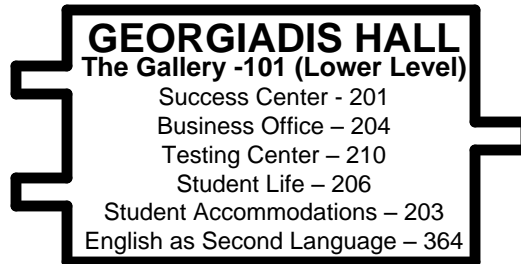 GEORGIADIS HALL
The Gallery -101 (Lower Level)
Success Center - 201
Business Office – 204
Testing Center – 210
Student Life – 206
Student Accommodations – 203
English as Second Language – 364